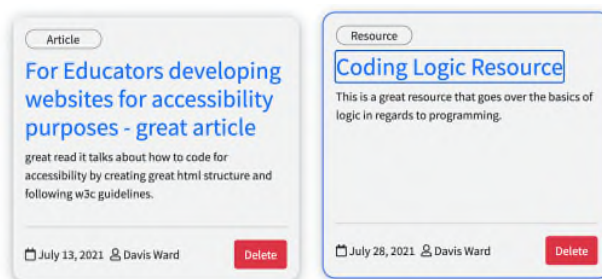 Article
For Educators developing
websites for accessibility
purposes - great article
great read it talks about how to code for
accessibility by creating great html structure and
following w3c guidelines.
July 13, 2021 Davis Ward
Delete
Resource
Coding Logic Resource
This is a great resource that goes over the basics of
logic in regards to programming.
July 28, 2021 Davis Ward
Delete